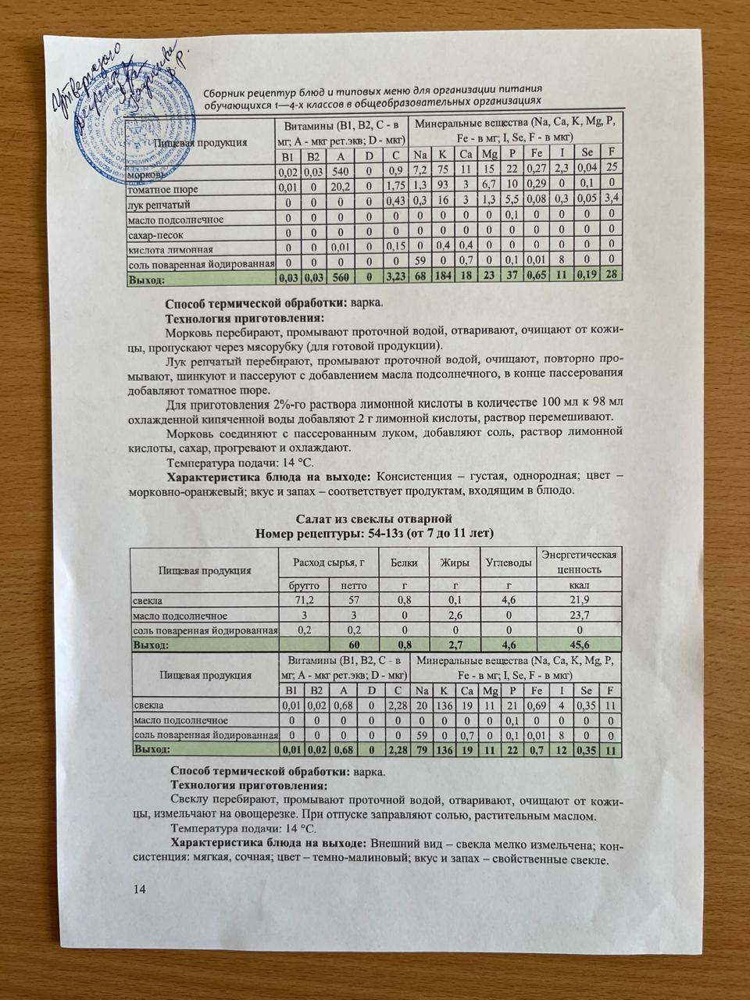 Утверждаю
Сборник рецептур блюд и типовых меню для организации питания
обучающихся 1—4-х классов в общеобразовательных организациях
Пищевая продукция | Витамины (B1, B2, C - в мг; A - мкг рет.экв; D - мкг) | Минеральные вещества (Na, Ca, K, Mg, P, Fe - в мг; I, Se, F - в мкг)
B1 B2 A D C Na K Ca Mg P Fe I Se F
морковь 0,02 0,03 540 0 0,9 7,2 75 11 15 22 0,27 2,3 0,04 25
томатное пюре 0,01 0 20,2 0 1,75 1,3 93 3 6,7 10 0,29 0 0,1 0
лук репчатый 0 0 0 0 0,43 0,3 16 3 1,3 5,5 0,08 0,3 0,05 3,4
масло подсолнечное 0 0 0 0 0 0 0 0 0 0,1 0 0 0 0
сахар-песок 0 0 0 0 0 0 0 0 0 0 0 0 0 0
кислота лимонная 0 0 0,01 0 0,15 0 0,4 0,4 0 0 0 0 0 0
соль поваренная йодированная 0 0 0 0 0 59 0 0,7 0 0,1 0,01 8 0 0
Выход: 0,03 0,03 560 0 3,23 68 184 18 23 37 0,65 11 0,19 28
Способ термической обработки: варка.
Технология приготовления:
Морковь перебирают, промывают проточной водой, отваривают, очищают от кожи-
цы, пропускают через мясорубку (для готовой продукции).
Лук репчатый перебирают, промывают проточной водой, очищают, повторно про-
мывают, шинкуют и пассеруют с добавлением масла подсолнечного, в конце пассерования
добавляют томатное пюре.
Для приготовления 2%-го раствора лимонной кислоты в количестве 100 мл к 98 мл
охлажденной кипяченной воды добавляют 2 г лимонной кислоты, раствор перемешивают.
Морковь соединяют с пассерованным луком, добавляют соль, раствор лимонной
кислоты, сахар, прогревают и охлаждают.
Температура подачи: 14 °С.
Характеристика блюда на выходе: Консистенция – густая, однородная; цвет –
морковно-оранжевый; вкус и запах – соответствует продуктам, входящим в блюдо.
Салат из свеклы отварной
Номер рецептуры: 54-13з (от 7 до 11 лет)
Пищевая продукция | Расход сырья, г | Белки | Жиры | Углеводы | Энергетическая ценность
брутто нетто г г г ккал
свекла 71,2 57 0,8 0,1 4,6 21,9
масло подсолнечное 3 3 0 2,6 0 23,7
соль поваренная йодированная 0,2 0,2 0 0 0 0
Выход: 60 0,8 2,7 4,6 45,6
Пищевая продукция | Витамины (B1, B2, C - в мг; A - мкг рет.экв; D - мкг) | Минеральные вещества (Na, Ca, K, Mg, P, Fe - в мг; I, Se, F - в мкг)
B1 B2 A D C Na K Ca Mg P Fe I Se F
свекла 0,01 0,02 0,68 0 2,28 20 136 19 11 21 0,69 4 0,35 11
масло подсолнечное 0 0 0 0 0 0 0 0 0 0,1 0 0 0 0
соль поваренная йодированная 0 0 0 0 0 59 0 0,7 0 0,1 0,01 8 0 0
Выход: 0,01 0,02 0,68 0 2,28 79 136 19 11 22 0,7 12 0,35 11
Способ термической обработки: варка.
Технология приготовления:
Свеклу перебирают, промывают проточной водой, отваривают, очищают от кожи-
цы, измельчают на овощерезке. При отпуске заправляют солью, растительным маслом.
Температура подачи: 14 °С.
Характеристика блюда на выходе: Внешний вид – свекла мелко измельчена; кон-
систенция: мягкая, сочная; цвет – темно-малиновый; вкус и запах – свойственные свекле.
14